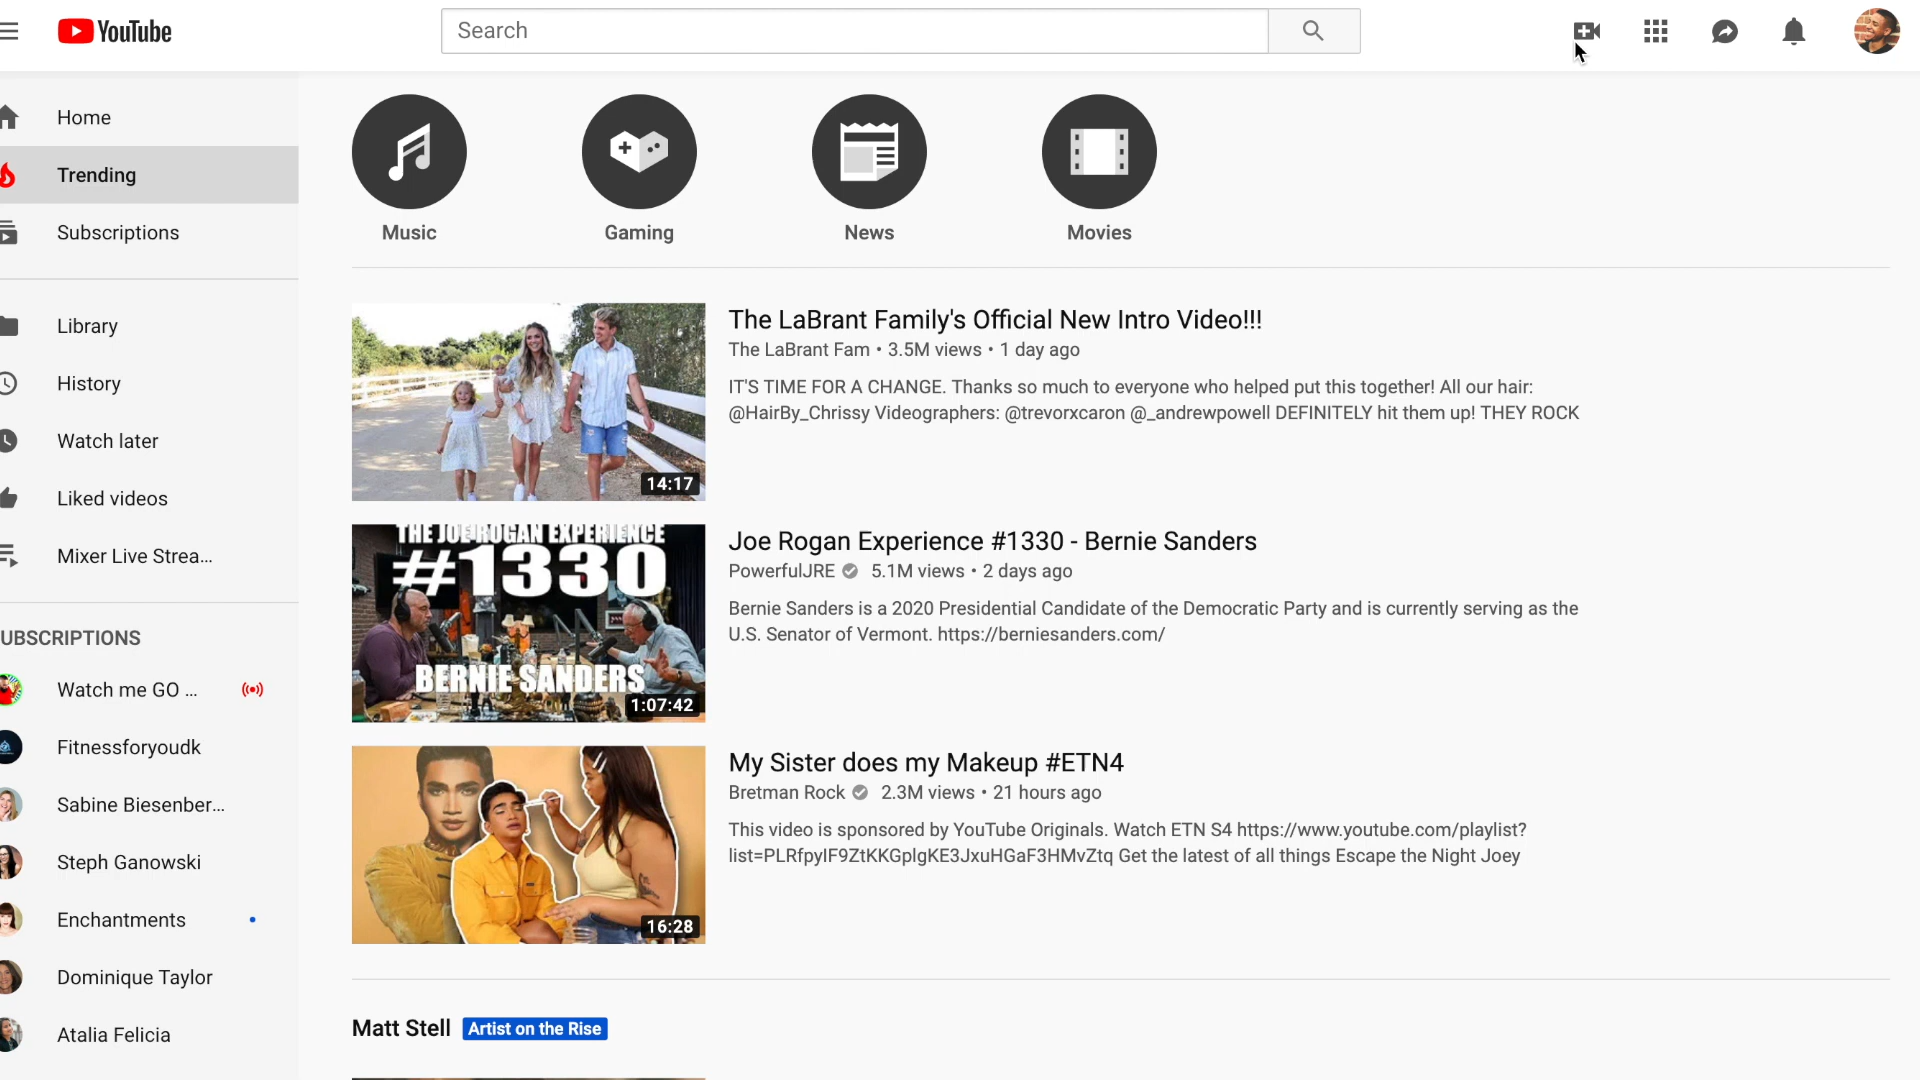 YouTube
Search
Home
Trending
Subscriptions
Library
History
Watch later
Liked videos
Mixer Live Strea...
UBSCRIPTIONS
Watch me GO ...
Fitnessforyoudk
Sabine Biesenber...
Steph Ganowski
Enchantments
Dominique Taylor
Atalia Felicia
Music
Gaming
News
Movies
14:17
The LaBrant Family's Official New Intro Video!!!
The LaBrant Fam • 3.5M views • 1 day ago
IT'S TIME FOR A CHANGE. Thanks so much to everyone who helped put this together! All our hair:
@HairBy_Chrissy Videographers: @trevorxcaron @_andrewpowell DEFINITELY hit them up! THEY ROCK
THE JOE ROGAN EXPERIENCE
#1330
BERNIE SANDERS
1:07:42
Joe Rogan Experience #1330 - Bernie Sanders
PowerfulJRE 5.1M views • 2 days ago
Bernie Sanders is a 2020 Presidential Candidate of the Democratic Party and is currently serving as the
U.S. Senator of Vermont. https://berniesanders.com/
16:28
My Sister does my Makeup #ETN4
Bretman Rock 2.3M views • 21 hours ago
This video is sponsored by YouTube Originals. Watch ETN S4 https://www.youtube.com/playlist?
list=PLRfpyIF9ZtKKGplgKE3JxuHGaF3HMvZtq Get the latest of all things Escape the Night Joey
Matt Stell Artist on the Rise